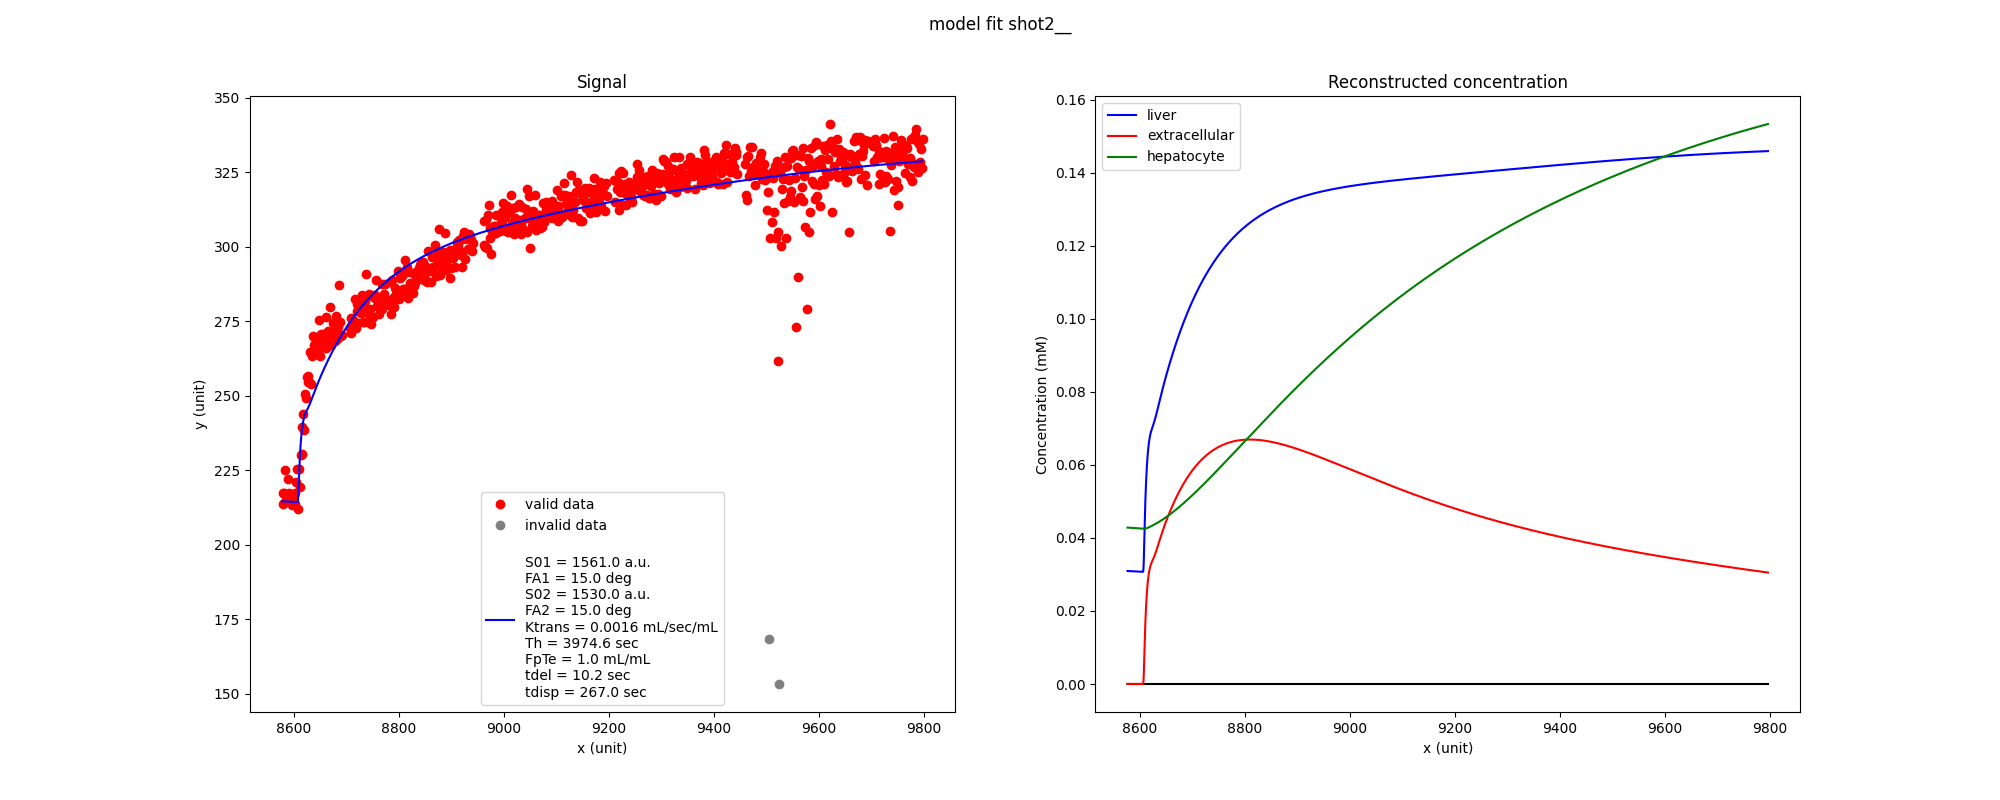 model fit shot2__
Signal
350
325
300
275
250
225
200
175
150
y (unit)
valid data
invalid data
S01 = 1561.0 a.u.
FA1 = 15.0 deg
S02 = 1530.0 a.u.
FA2 = 15.0 deg
Ktrans = 0.0016 mL/sec/mL
Th = 3974.6 sec
FpTe = 1.0 mL/mL
tdel = 10.2 sec
tdisp = 267.0 sec
8600 8800 9000 9200 9400 9600 9800
x (unit)
Reconstructed concentration
liver
extracellular
hepatocyte
0.16
0.14
0.12
0.10
0.08
0.06
0.04
0.02
0.00
Concentration (mM)
8600 8800 9000 9200 9400 9600 9800
x (unit)